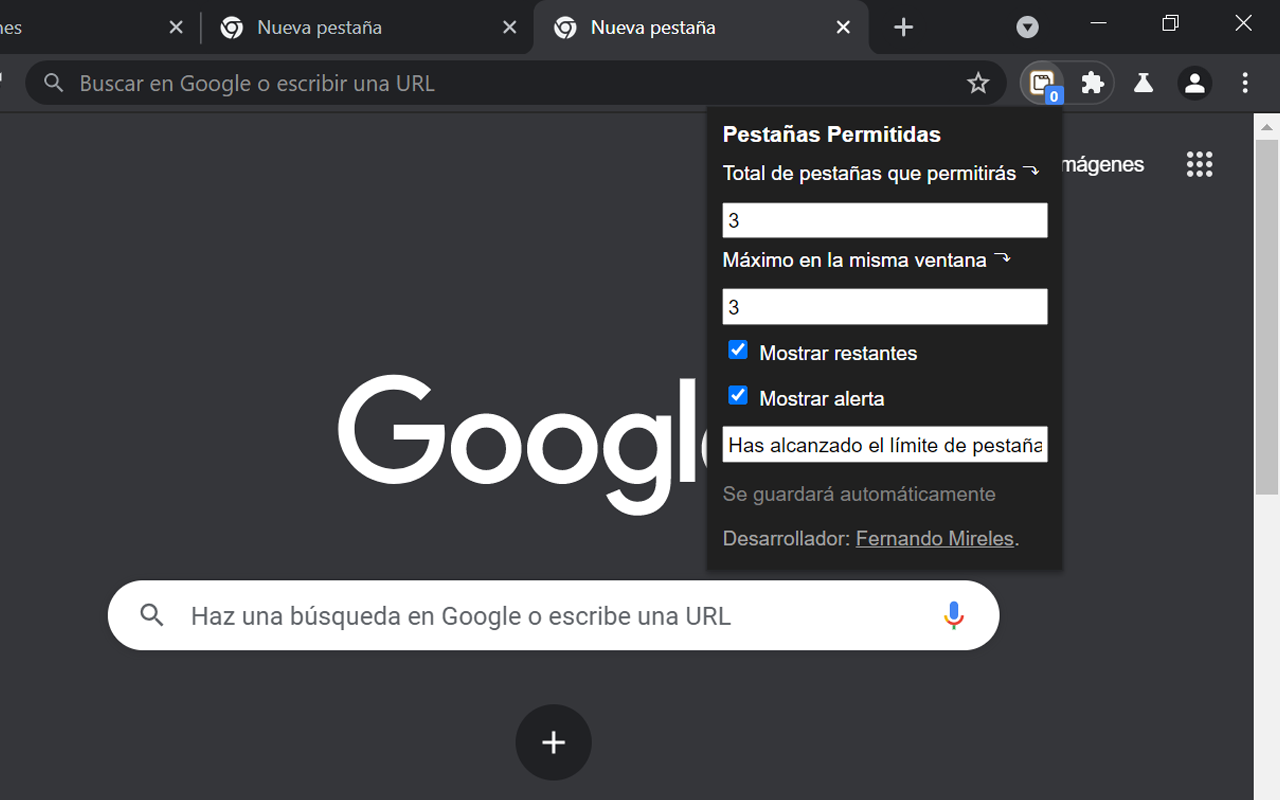 nes
Nueva pestaña
Nueva pestaña
Buscar en Google o escribir una URL
0
Pestañas Permitidas
Total de pestañas que permitirás
mágenes
3
Máximo en la misma ventana
3
Mostrar restantes
Mostrar alerta
Has alcanzado el límite de pestaña
Se guardará automáticamente
Desarrollador: Fernando Mireles.
Google
Haz una búsqueda en Google o escribe una URL